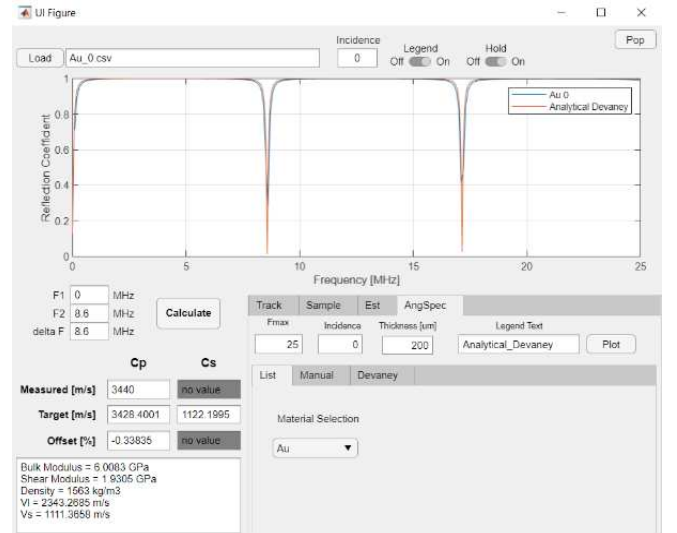 UI Figure
Load Au_0.csv Incidence 0 Legend Off On Hold Off On Pop
Reflection Coefficient
1
0.8
0.6
0.4
0.2
0
Au 0
Analytical Devaney
0 5 10 15 20 25
Frequency [MHz]
F1 0 MHz
F2 8.6 MHz
delta F 8.6 MHz
Calculate
Cp Cs
Measured [m/s] 3440 no value
Target [m/s] 3428.4001 1122.1995
Offset [%] -0.33835 no value
Bulk Modulus = 6.0083 GPa
Shear Modulus = 1.9305 GPa
Density = 1563 kg/m3
Vl = 2343.2685 m/s
Vs = 1111.3658 m/s
Track Sample Est AngSpec
Fmax Incidence Thickness [um] Legend Text
25 0 200 Analytical_Devaney Plot
List Manual Devaney
Material Selection
Au